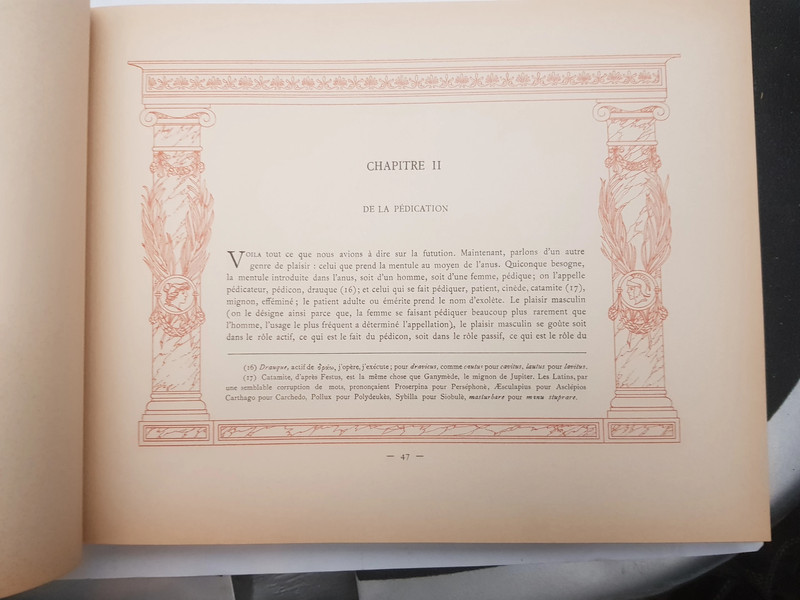 CHAPITRE II
DE LA PÉDICATION
VOILA tout ce que nous avions à dire sur la futution. Maintenant, parlons d'un autre
genre de plaisir : celui que prend la mentule au moyen de l'anus. Quiconque besogne,
la mentule introduite dans l'anus, soit d'un homme, soit d'une femme, pédique; on l'appelle
pédicateur, pédicon, drauque (16); et celui qui se fait pédiquer, patient, cinède, catamite (17),
mignon, efféminé; le patient adulte ou émérite prend le nom d'exolète. Le plaisir masculin
(on le désigne ainsi parce que, la femme se faisant pédiquer beaucoup plus rarement que
l'homme, l'usage le plus fréquent a déterminé l'appellation), le plaisir masculin se goûte soit
dans le rôle actif, ce qui est le fait du pédicon, soit dans le rôle passif, ce qui est le rôle du
(16) Drauque, actif de δράω, j'opère, j'exécute; pour dravicus, comme cautus pour cavitus, lautus pour lavitus.
(17) Catamite, d'après Festus, est la même chose que Ganymède, le mignon de Jupiter. Les Latins, par
une semblable corruption de mots, prononçaient Proserpina pour Perséphonè, Æsculapius pour Asclépios
Carthago pour Carchedo, Pollux pour Polydeukès, Sybilla pour Siobulè, masturbare pour manu stuprare.
— 47 —